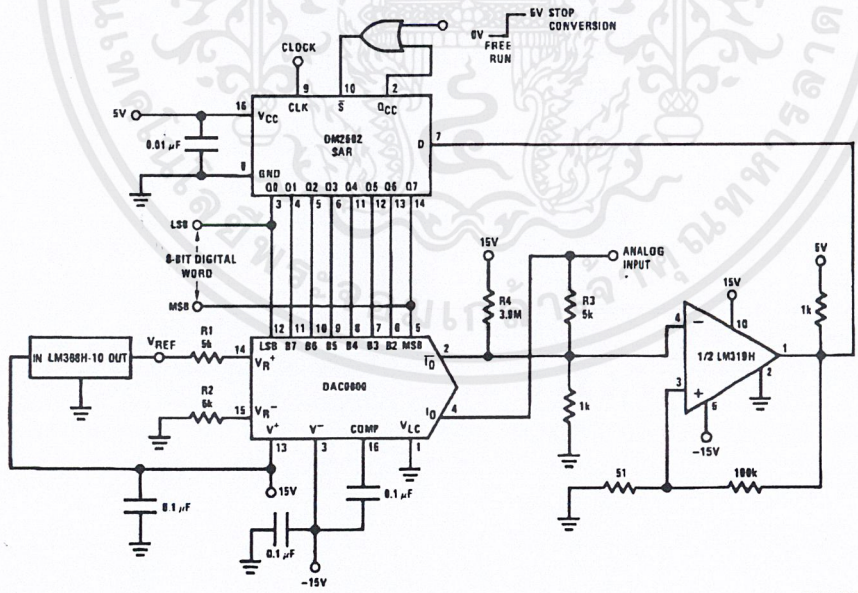 5V STOP
CONVERSION
0V
FREE
RUN
CLOCK
9
10
2
CLK
S̅
QCC
5V
16
VCC
0.01 µF
DM2502
SAR
D
7
8
GND
Q0 Q1 Q2 Q3 Q4 Q5 Q6 Q7
3 4 5 6 11 12 13 14
LSB
8-BIT DIGITAL
WORD
MSB
15V
R4
3.9M
R3
5k
ANALOG
INPUT
5V
1k
15V
10
4
−
1/2 LM319H
1
2
3
+
6
-15V
12 11 10 9 8 7 6 5
LSB B7 B6 B5 B4 B3 B2 MSB
2
I̅O̅
IN LM368H-10 OUT
VREF
R1
5k
14
VR+
DAC0800
R2
5k
15
VR−
IO
4
1k
V+
V−
COMP
VLC
13
3
16
1
15V
0.1 µF
0.1 µF
0.1 µF
-15V
51
100k